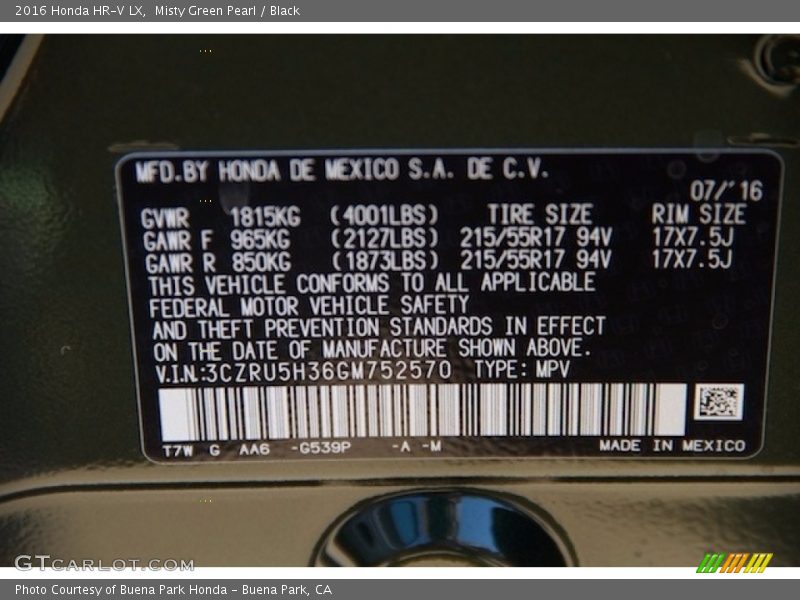 2016 Honda HR-V LX, Misty Green Pearl / Black
MFD.BY HONDA DE MEXICO S.A. DE C.V.
07/'16
GVWR 1815KG (4001LBS) TIRE SIZE RIM SIZE
GAWR F 965KG (2127LBS) 215/55R17 94V 17X7.5J
GAWR R 850KG (1873LBS) 215/55R17 94V 17X7.5J
THIS VEHICLE CONFORMS TO ALL APPLICABLE
FEDERAL MOTOR VEHICLE SAFETY
AND THEFT PREVENTION STANDARDS IN EFFECT
ON THE DATE OF MANUFACTURE SHOWN ABOVE.
V.I.N:3CZRU5H36GM752570 TYPE: MPV
T7W G AA6 -G539P -A -M MADE IN MEXICO
GTCARLOT.COM
Photo Courtesy of Buena Park Honda - Buena Park, CA